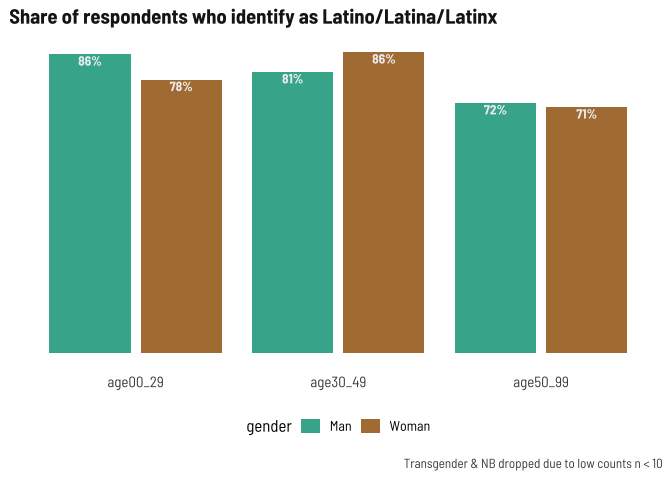 Share of respondents who identify as Latino/Latina/Latinx
86% 78% 81% 86% 72% 71%
age00_29 age30_49 age50_99
gender Man Woman
Transgender & NB dropped due to low counts n < 10